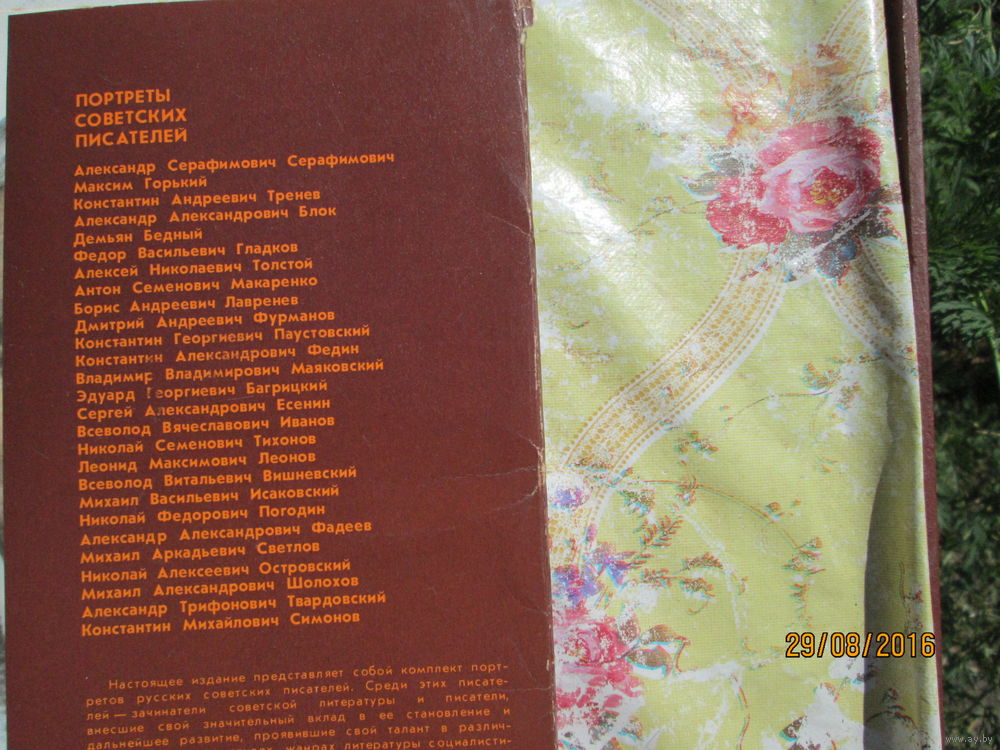 ПОРТРЕТЫ
СОВЕТСКИХ
ПИСАТЕЛЕЙ
Александр Серафимович Серафимович
Максим Горький
Константин Андреевич Тренев
Александр Александрович Блок
Демьян Бедный
Федор Васильевич Гладков
Алексей Николаевич Толстой
Антон Семенович Макаренко
Борис Андреевич Лавренев
Дмитрий Андреевич Фурманов
Константин Георгиевич Паустовский
Константин Александрович Федин
Владимир Владимирович Маяковский
Эдуард Георгиевич Багрицкий
Сергей Александрович Есенин
Всеволод Вячеславович Иванов
Николай Семенович Тихонов
Леонид Максимович Леонов
Всеволод Витальевич Вишневский
Михаил Васильевич Исаковский
Николай Федорович Погодин
Александр Александрович Фадеев
Михаил Аркадьевич Светлов
Николай Алексеевич Островский
Михаил Александрович Шолохов
Александр Трифонович Твардовский
Константин Михайлович Симонов
Настоящее издание представляет собой комплект порт-
ретов русских советских писателей. Среди этих писате-
лей — зачинатели советской литературы и писатели,
внесшие свой значительный вклад в ее становление и
дальнейшее развитие, проявившие свой талант в различ-
жанрах литературы социалисти-
29/08/2016
www.ay.by